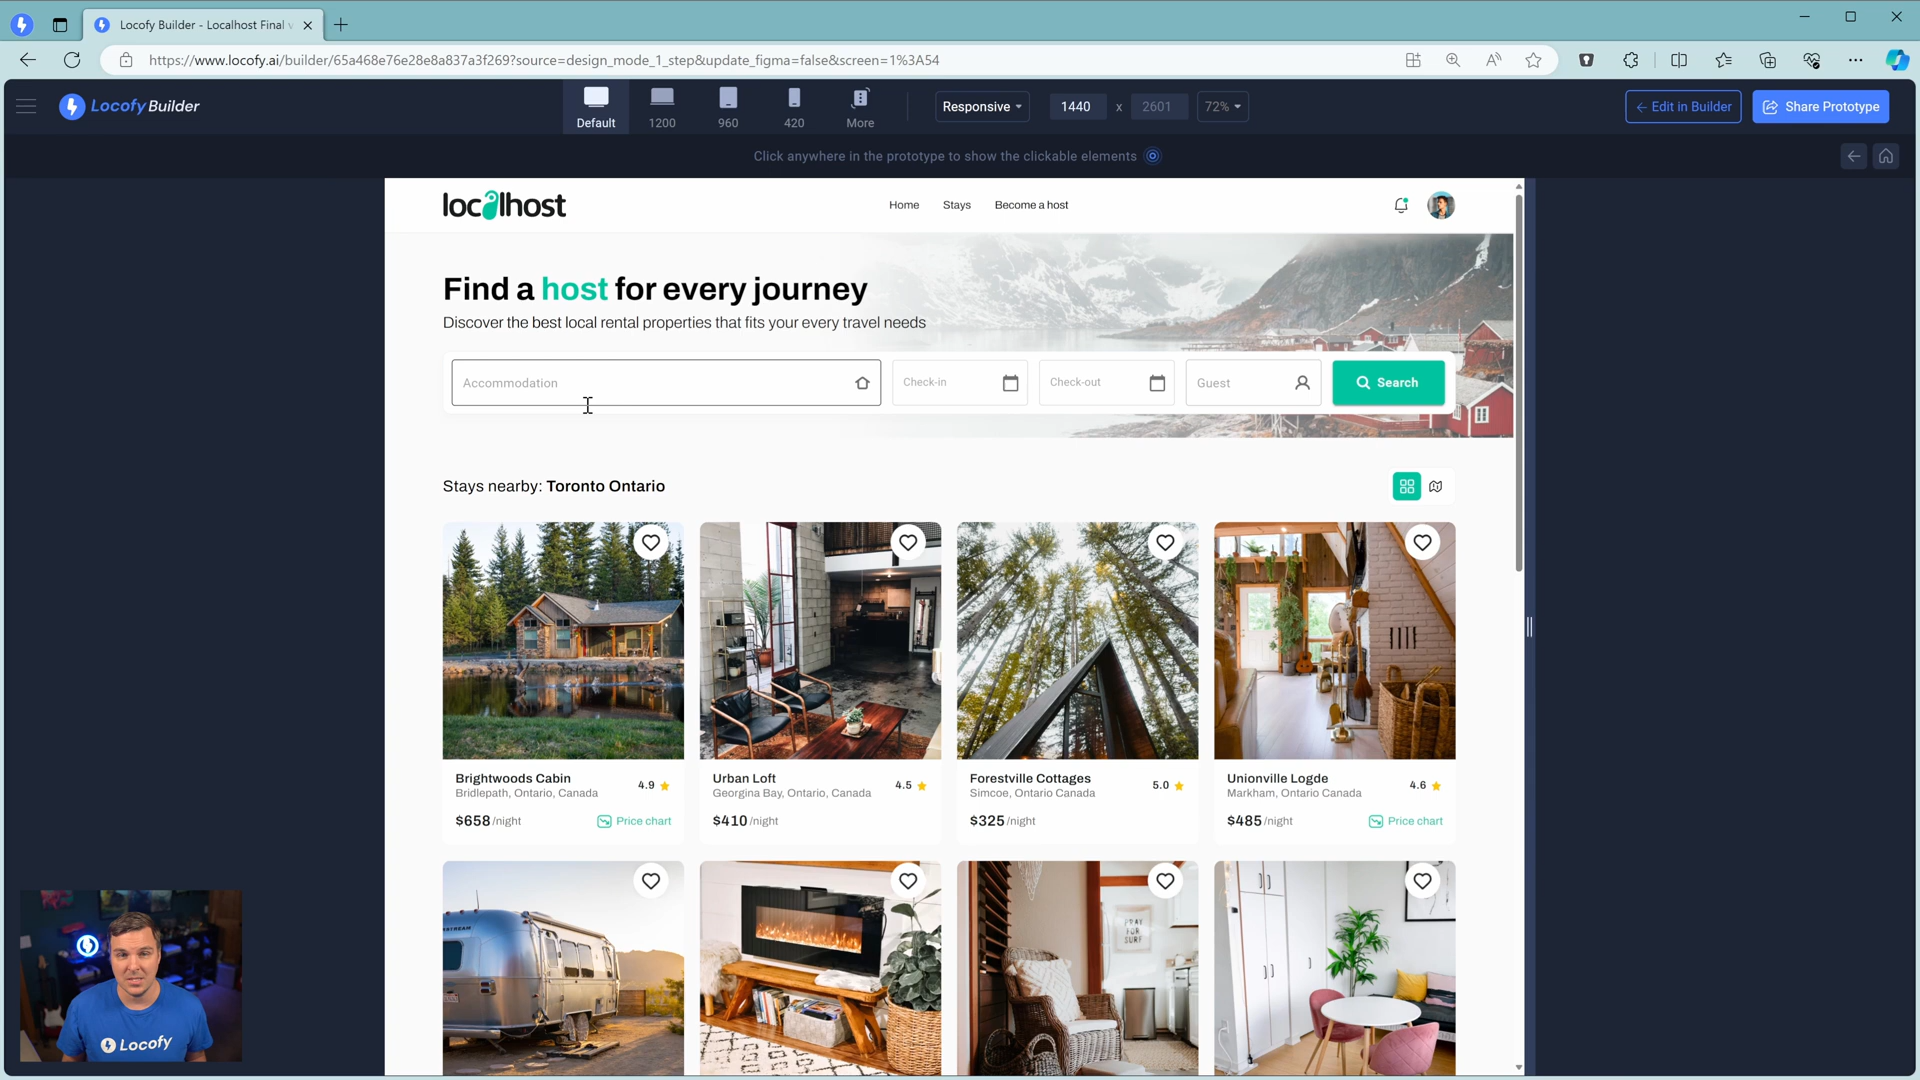 Locofy Builder - Localhost Final v
https://www.locofy.ai/builder/65a468e76e28e8a837a3f269?source=design_mode_1_step&update_figma=false&screen=1%3A54
Locofy Builder
Default
1200
960
420
More
Responsive
1440
x
2601
72%
← Edit in Builder
Share Prototype
Click anywhere in the prototype to show the clickable elements
localhost
Home
Stays
Become a host
Find a host for every journey
Discover the best local rental properties that fits your every travel needs
Accommodation
Check-in
Check-out
Guest
Search
Stays nearby: Toronto Ontario
Brightwoods Cabin
Bridlepath, Ontario, Canada
4.9
$658 /night
Price chart
Urban Loft
Georgina Bay, Ontario, Canada
4.5
$410 /night
Forestville Cottages
Simcoe, Ontario Canada
5.0
$325 /night
Unionville Logde
Markham, Ontario Canada
4.6
$485 /night
Price chart
PRAY
FOR
SURF
Locofy